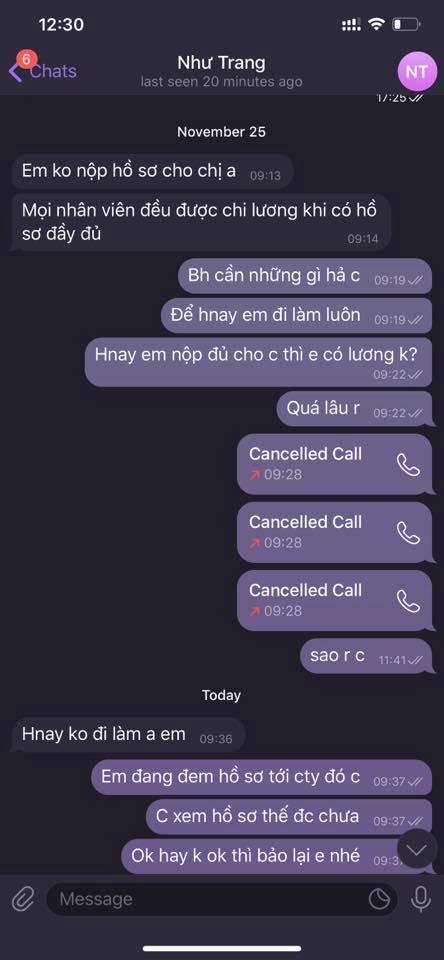 12:30
6
Chats
Như Trang
last seen 20 minutes ago
NT
17:25
November 25
Em ko nộp hồ sơ cho chị a 09:13
Mọi nhân viên đều được chi lương khi có hồ
sơ đầy đủ
09:14
Bh cần những gì hả c 09:19
Để hnay em đi làm luôn 09:19
Hnay em nộp đủ cho c thì e có lương k?
09:22
Quá lâu r 09:22
Cancelled Call
09:28
Cancelled Call
09:28
Cancelled Call
09:28
sao r c 11:41
Today
Hnay ko đi làm a em 09:36
Em đang đem hồ sơ tới cty đó c 09:37
C xem hồ sơ thế đc chưa 09:37
Ok hay k ok thì bảo lại e nhé
Message